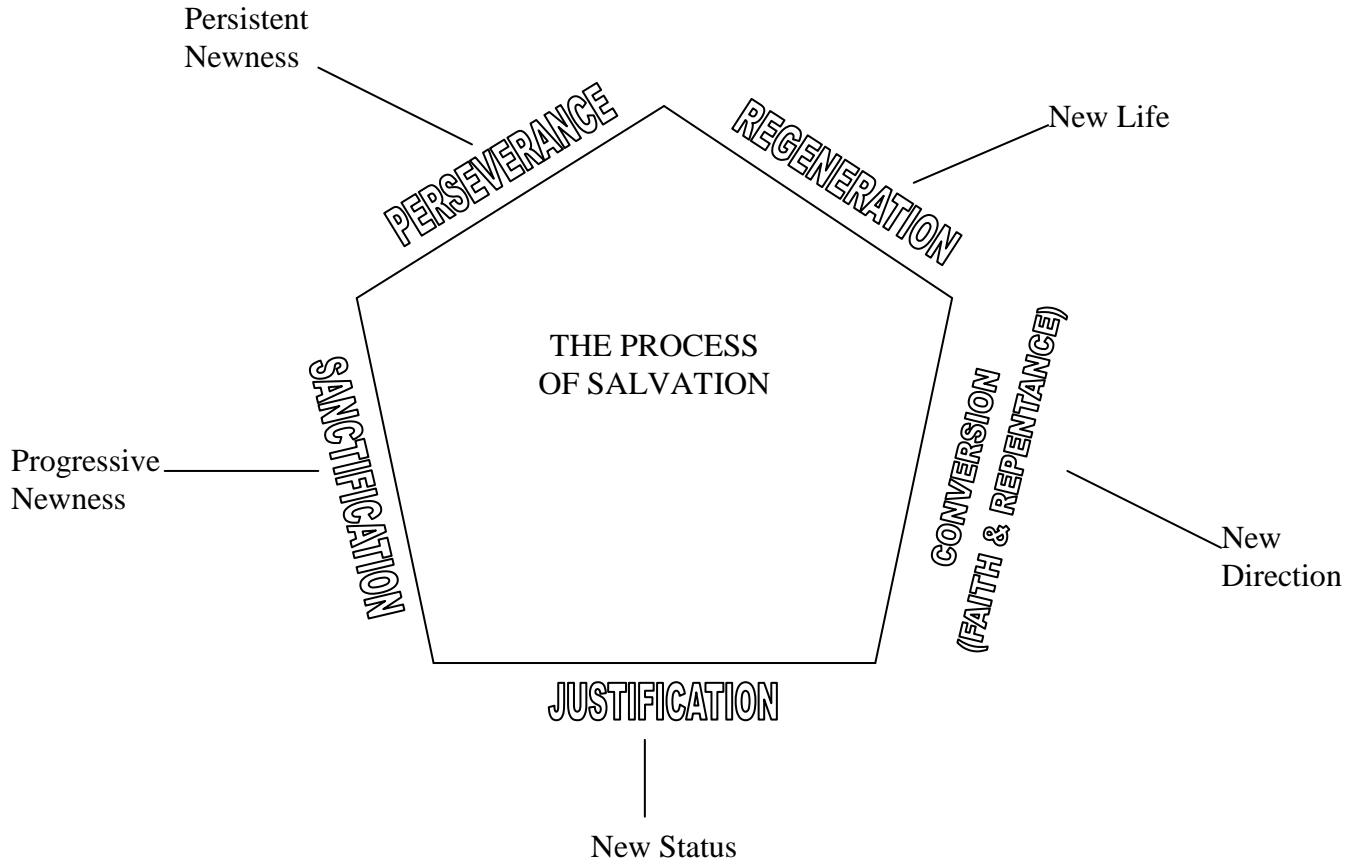 Persistent
Newness
PERSEVERANCE
REGENERATION
New Life
THE PROCESS
OF SALVATION
SANCTIFICATION
CONVERSION
(FAITH & REPENTANCE)
Progressive
Newness
New
Direction
JUSTIFICATION
New Status